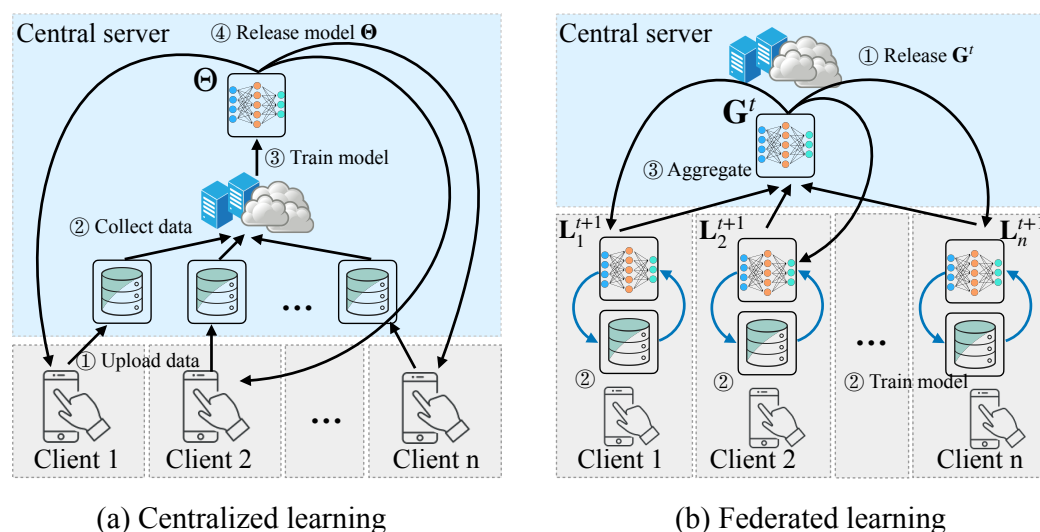 Central server
④ Release model Θ
Θ
③ Train model
② Collect data
...
① Upload data
...
Client 1
Client 2
Client n
(a) Centralized learning
Central server
① Release G^t
G^t
③ Aggregate
L_1^{t+1}
L_2^{t+1}
L_n^{t+1}
...
②
②
② Train model
Client 1
Client 2
Client n
(b) Federated learning